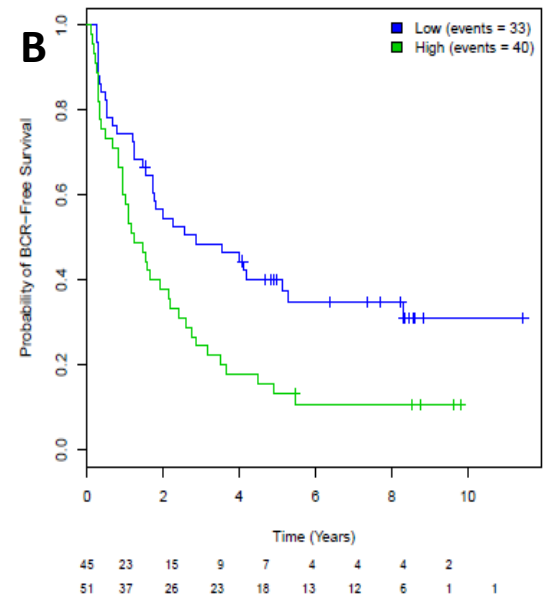 B
Low (events = 33)
High (events = 40)
Probability of BCR−Free Survival
1.0
0.8
0.6
0.4
0.2
0.0
0 2 4 6 8 10
Time (Years)
45 23 15 9 7 4 4 4 2
51 37 26 23 18 13 12 6 1 1